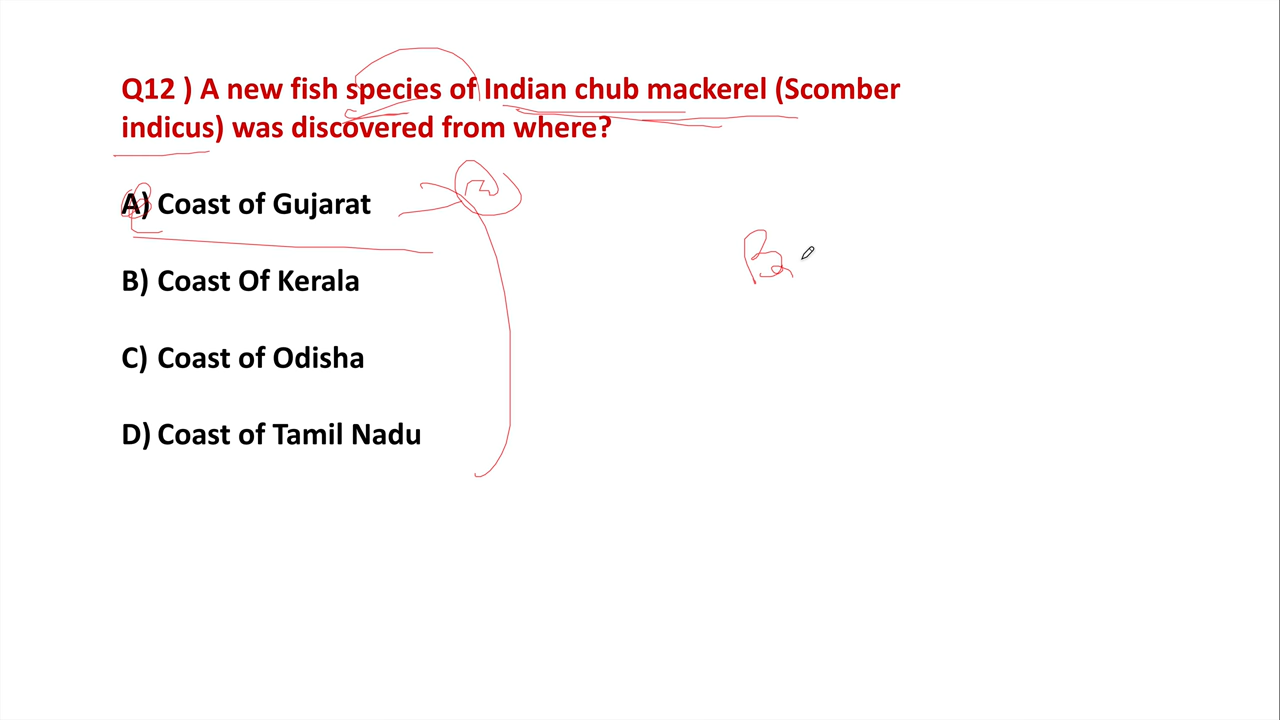 Q12 ) A new fish species of Indian chub mackerel (Scomber
indicus) was discovered from where?
A) Coast of Gujarat
B) Coast Of Kerala
C) Coast of Odisha
D) Coast of Tamil Nadu